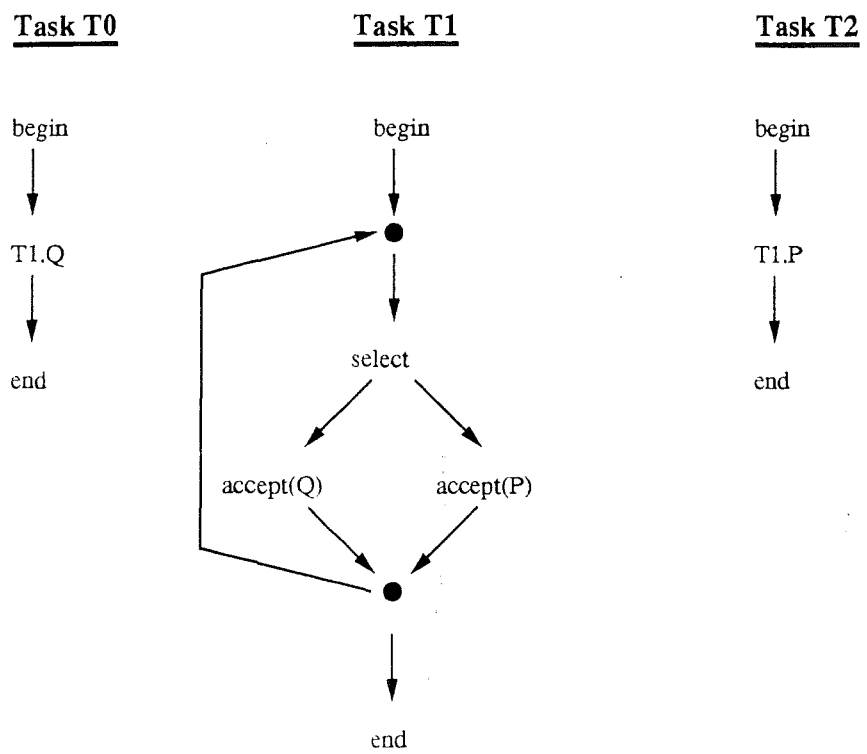 Task T0
Task T1
Task T2
begin
begin
begin
T1.Q
T1.P
select
end
end
accept(Q)
accept(P)
end